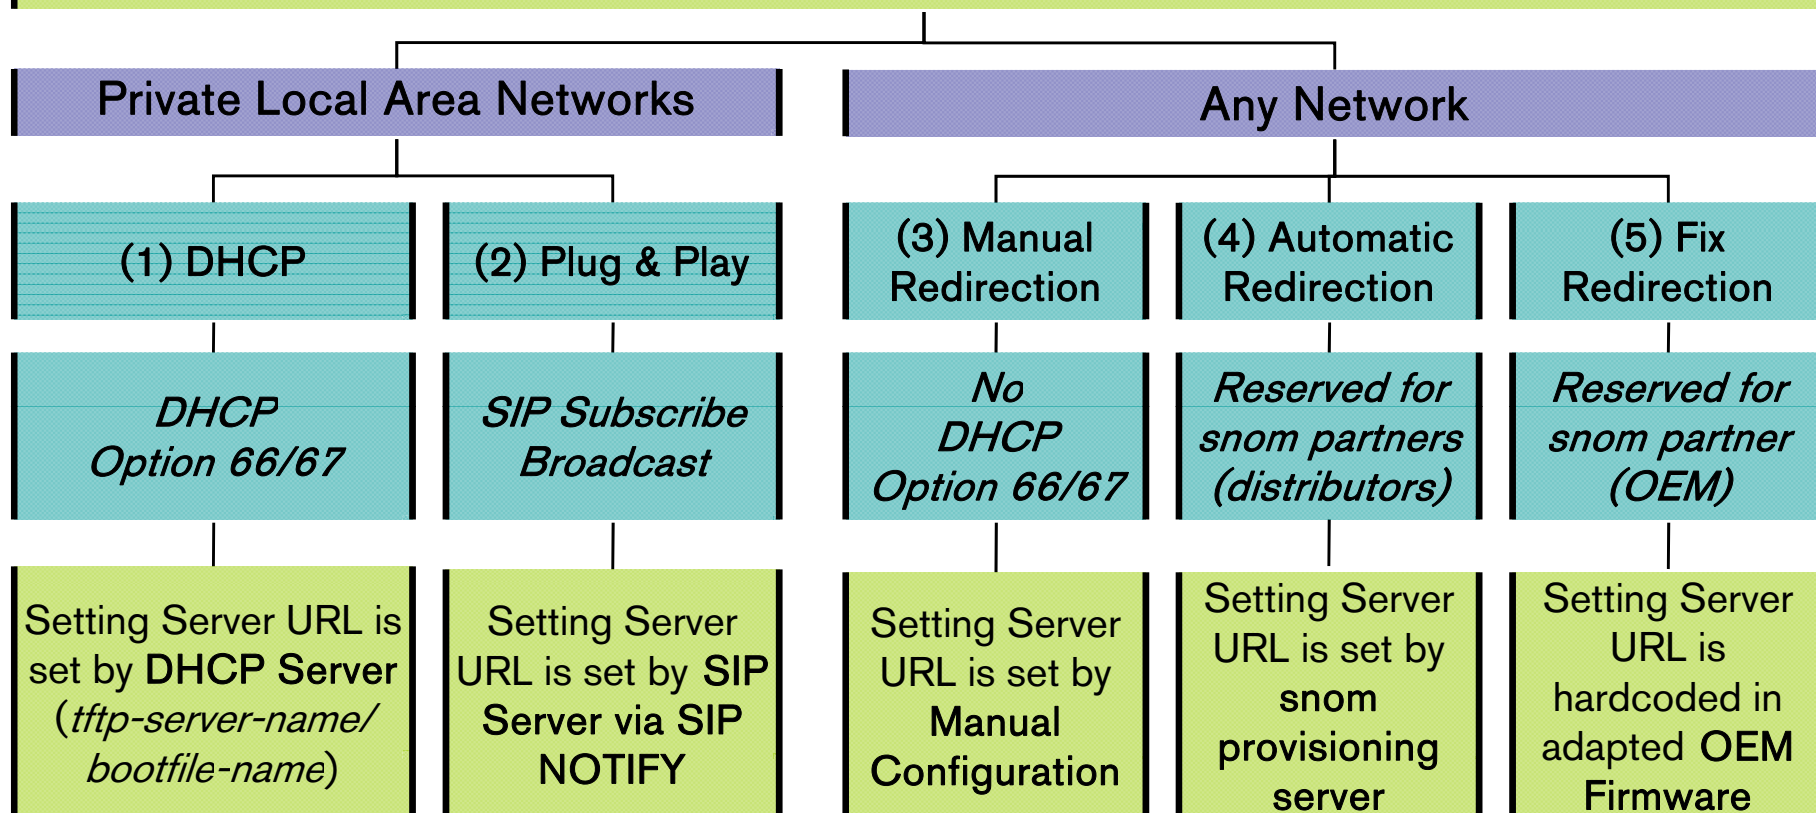 Private Local Area Networks
Any Network
(1) DHCP
(2) Plug & Play
(3) Manual
Redirection
(4) Automatic
Redirection
(5) Fix
Redirection
DHCP
Option 66/67
SIP Subscribe
Broadcast
No
DHCP
Option 66/67
Reserved for
snom partners
(distributors)
Reserved for
snom partner
(OEM)
Setting Server URL is
set by DHCP Server
(tftp-server-name/
bootfile-name)
Setting Server
URL is set by SIP
Server via SIP
NOTIFY
Setting Server
URL is set by
Manual
Configuration
Setting Server
URL is set by
snom
provisioning
server
Setting Server
URL is
hardcoded in
adapted OEM
Firmware